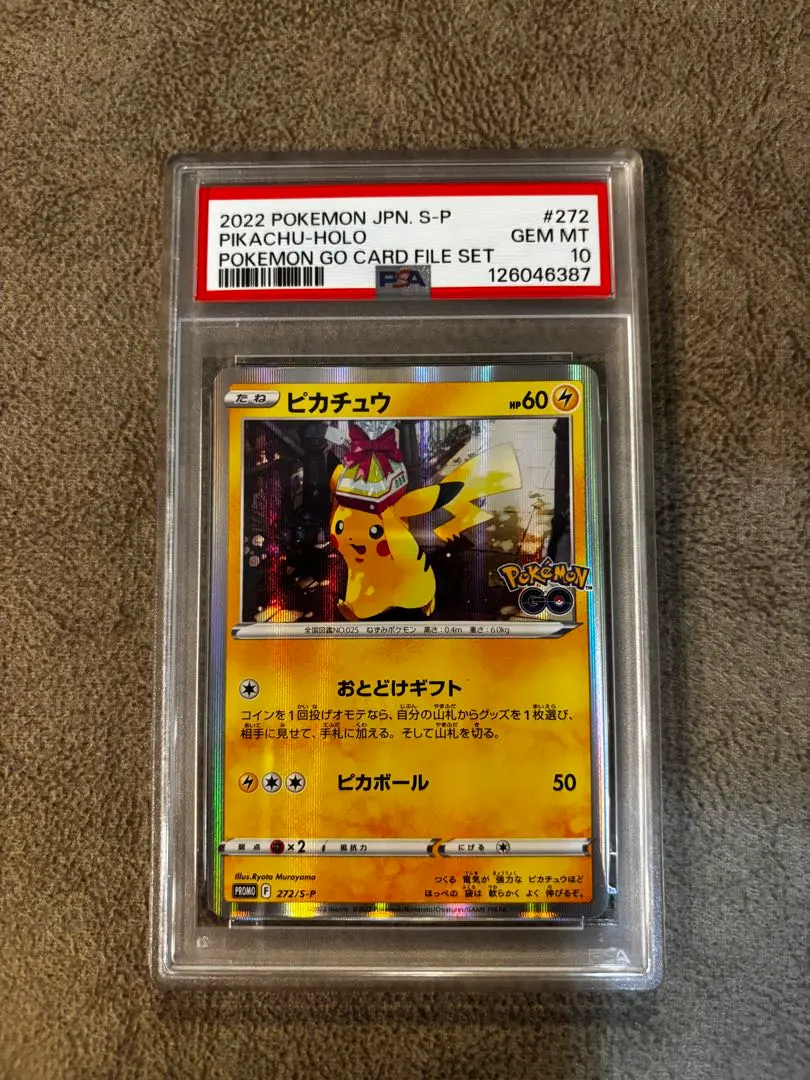 2022 POKEMON JPN. S-P #272
PIKACHU-HOLO GEM MT
POKEMON GO CARD FILE SET 10
126046387
PSA
たね ピカチュウ HP60
Pokémon GO
全国図鑑NO.025 ねずみポケモン 高さ:0.4m 重さ:6.0kg
おとどけギフト
コインを1回投げオモテなら、自分の山札からグッズを1枚選び、
相手に見せて、手札に加える。そして山札を切る。
ピカボール 50
弱点 ×2 抵抗力 にげる
Illus.Ryota Murayama
つくる 電気が 強力な ピカチュウほど
ほっぺの 袋は 軟らかく よく 伸びるぞ。
PROMO F 272/S-P
Pokémon/Nintendo/Creatures/GAME FREAK